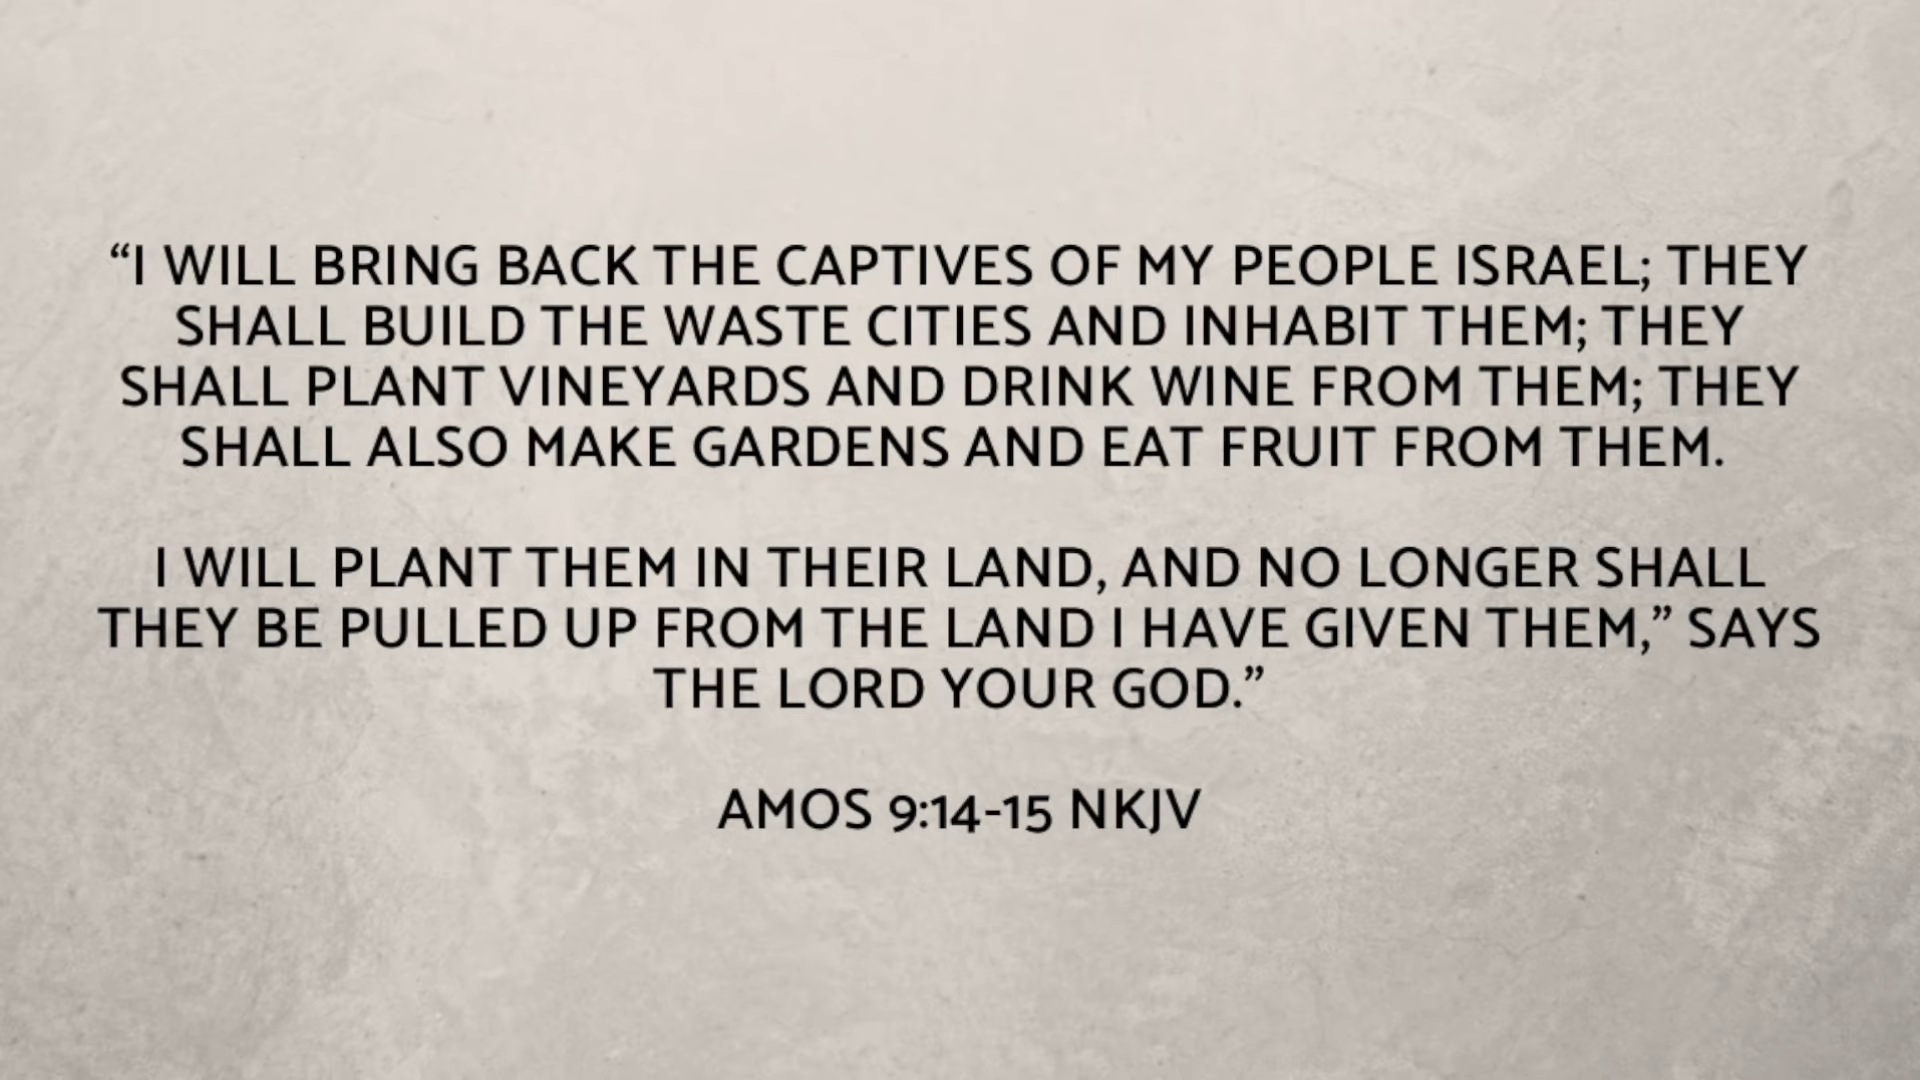 “I WILL BRING BACK THE CAPTIVES OF MY PEOPLE ISRAEL; THEY
SHALL BUILD THE WASTE CITIES AND INHABIT THEM; THEY
SHALL PLANT VINEYARDS AND DRINK WINE FROM THEM; THEY
SHALL ALSO MAKE GARDENS AND EAT FRUIT FROM THEM.
I WILL PLANT THEM IN THEIR LAND, AND NO LONGER SHALL
THEY BE PULLED UP FROM THE LAND I HAVE GIVEN THEM,” SAYS
THE LORD YOUR GOD.”
AMOS 9:14-15 NKJV